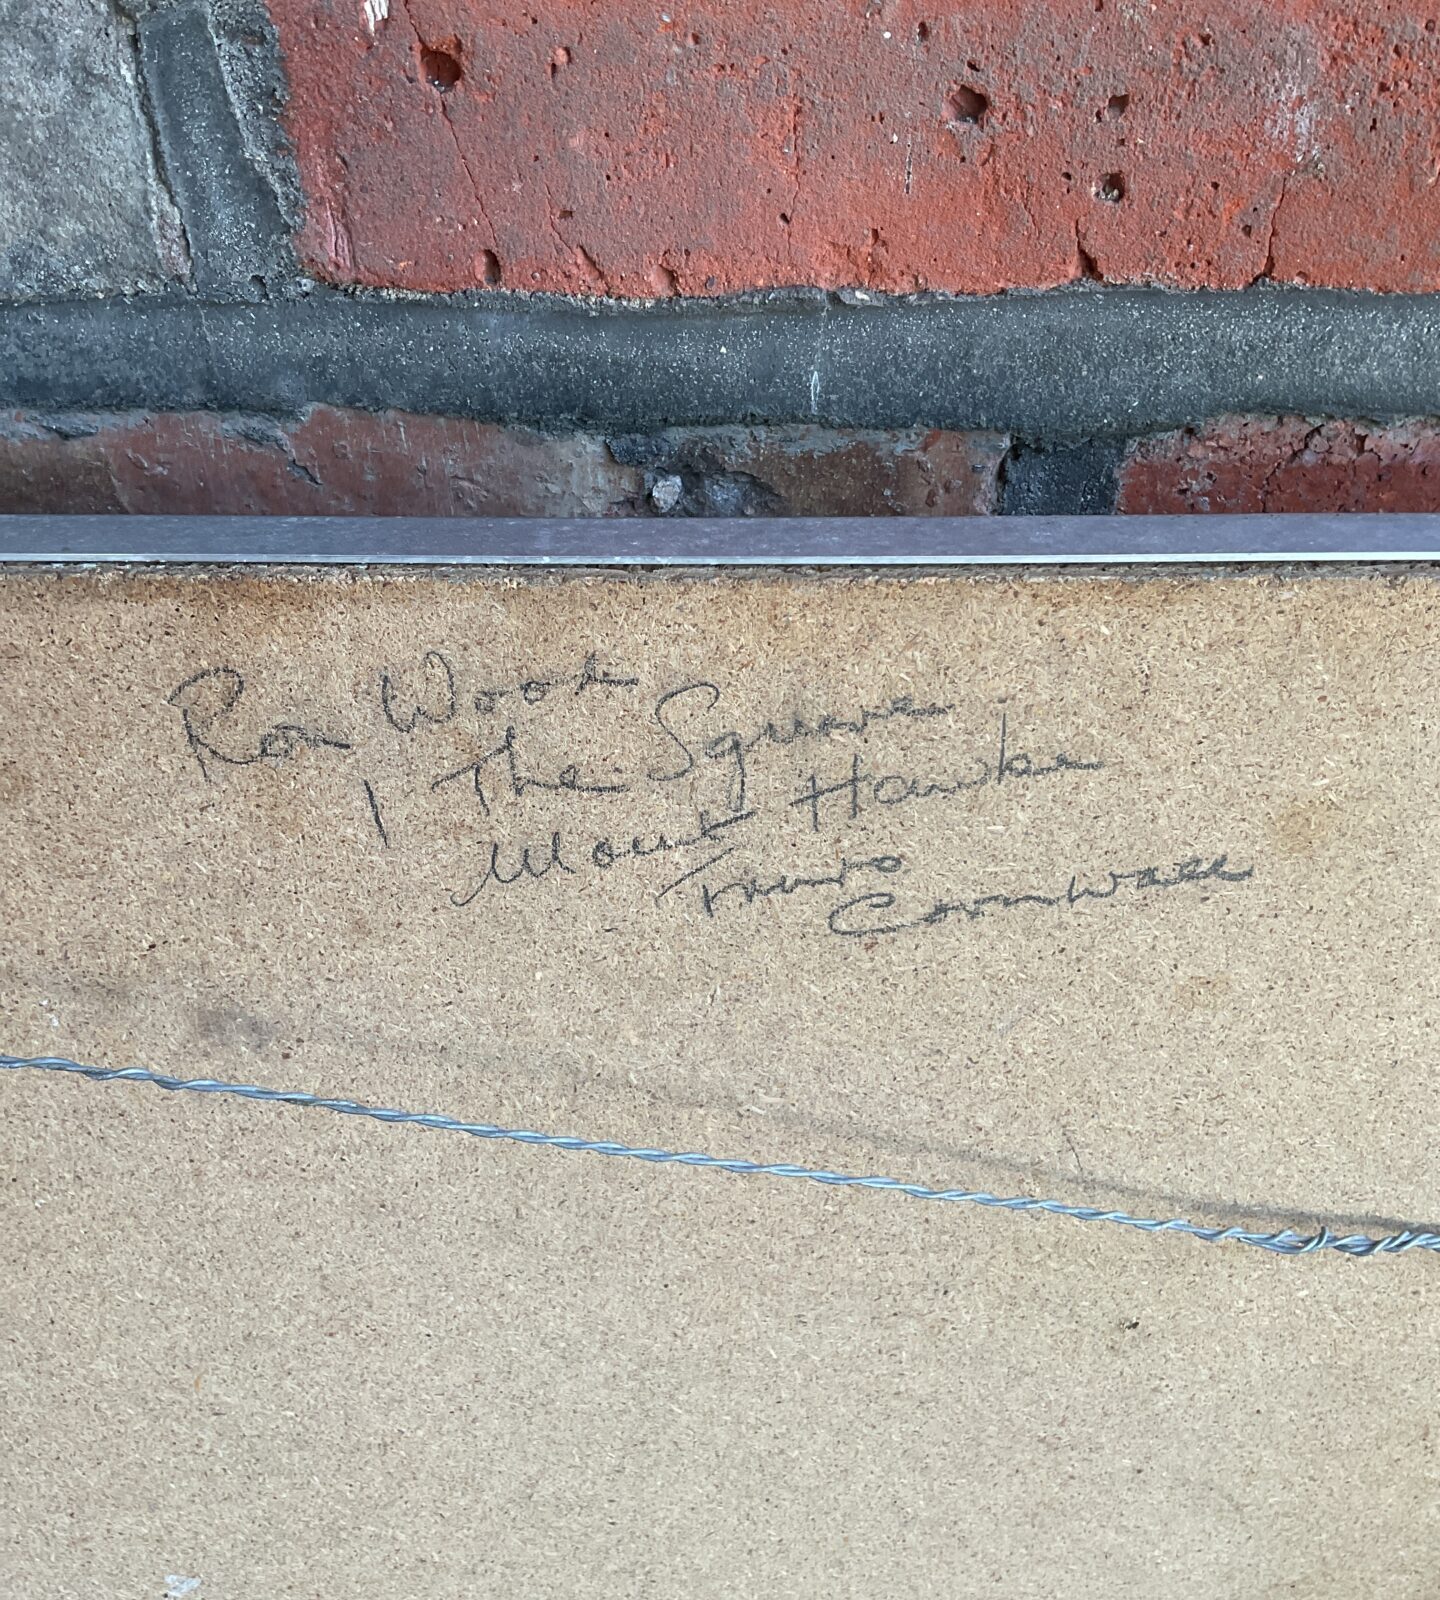 Ron Wood
1 The Square
Mount Hawke
Truro
Cornwall